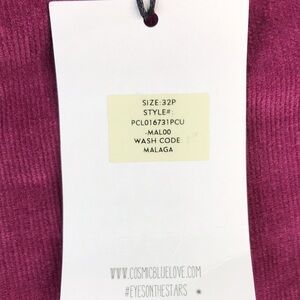 SIZE:32P
STYLE#:
PCL016731PCU
-MAL00
WASH CODE
MALAGA
WWW.COSMICBLUELOVE.COM
#EYESONTHESTARS